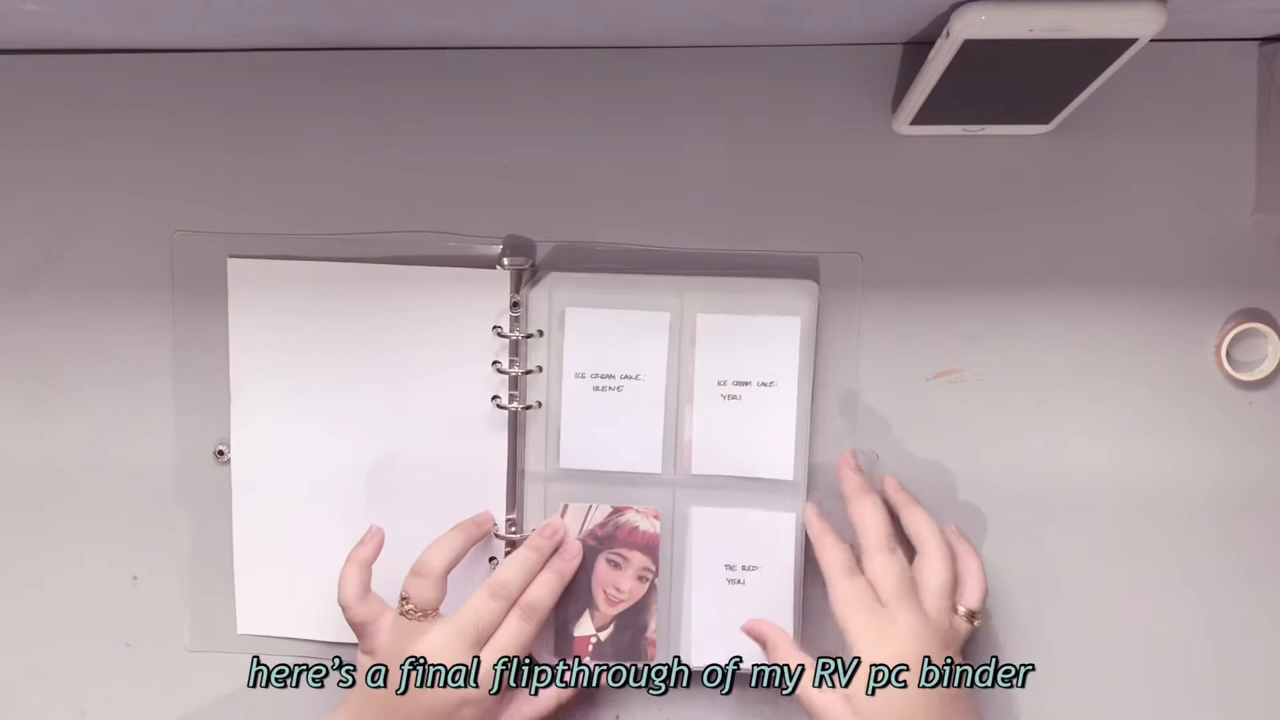 ICE CREAM CAKE:
IRENE
ICE CREAM CAKE:
YERI
THE RED:
YERI
here's a final flipthrough of my RV pc binder